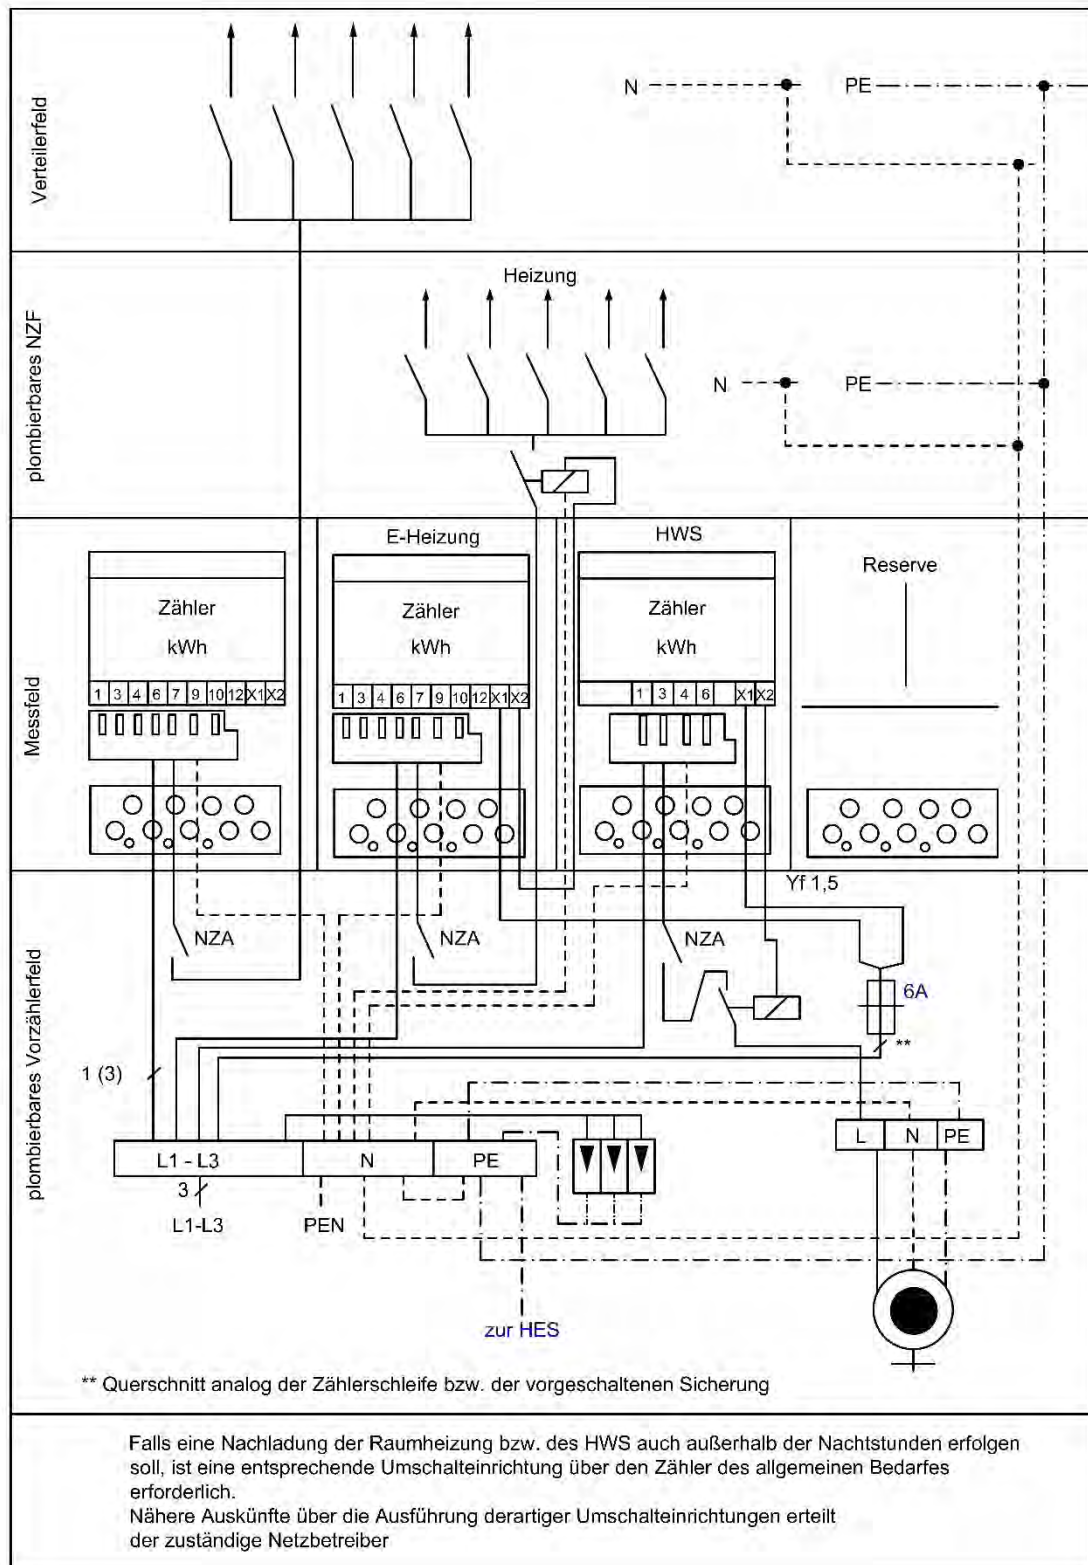 Verteilerfeld
N
PE
plombierbares NZF
Heizung
N
PE
Messfeld
E-Heizung
HWS
Reserve
Zähler
kWh
Zähler
kWh
Zähler
kWh
1 3 4 6 7 9 10 12 X1 X2
1 3 4 6 7 9 10 12 X1 X2
1 3 4 6 X1 X2
plombierbares Vorzählerfeld
Yf 1,5
NZA
NZA
NZA
6A
**
1 (3)
L1 - L3
N
PE
L
N
PE
3
L1-L3
PEN
zur HES
** Querschnitt analog der Zählerschleife bzw. der vorgeschaltenen Sicherung
Falls eine Nachladung der Raumheizung bzw. des HWS auch außerhalb der Nachtstunden erfolgen
soll, ist eine entsprechende Umschalteinrichtung über den Zähler des allgemeinen Bedarfes
erforderlich.
Nähere Auskünfte über die Ausführung derartiger Umschalteinrichtungen erteilt
der zuständige Netzbetreiber